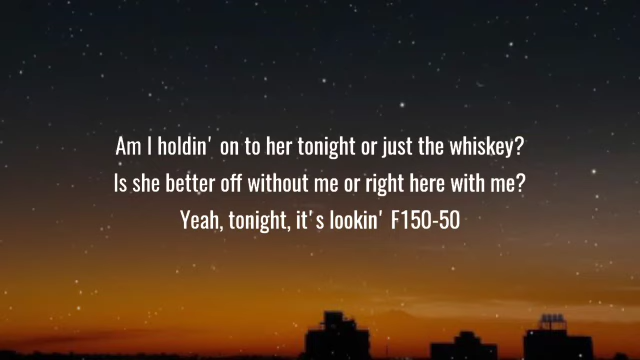 Am I holdin' on to her tonight or just the whiskey?
Is she better off without me or right here with me?
Yeah, tonight, it's lookin' F150-50